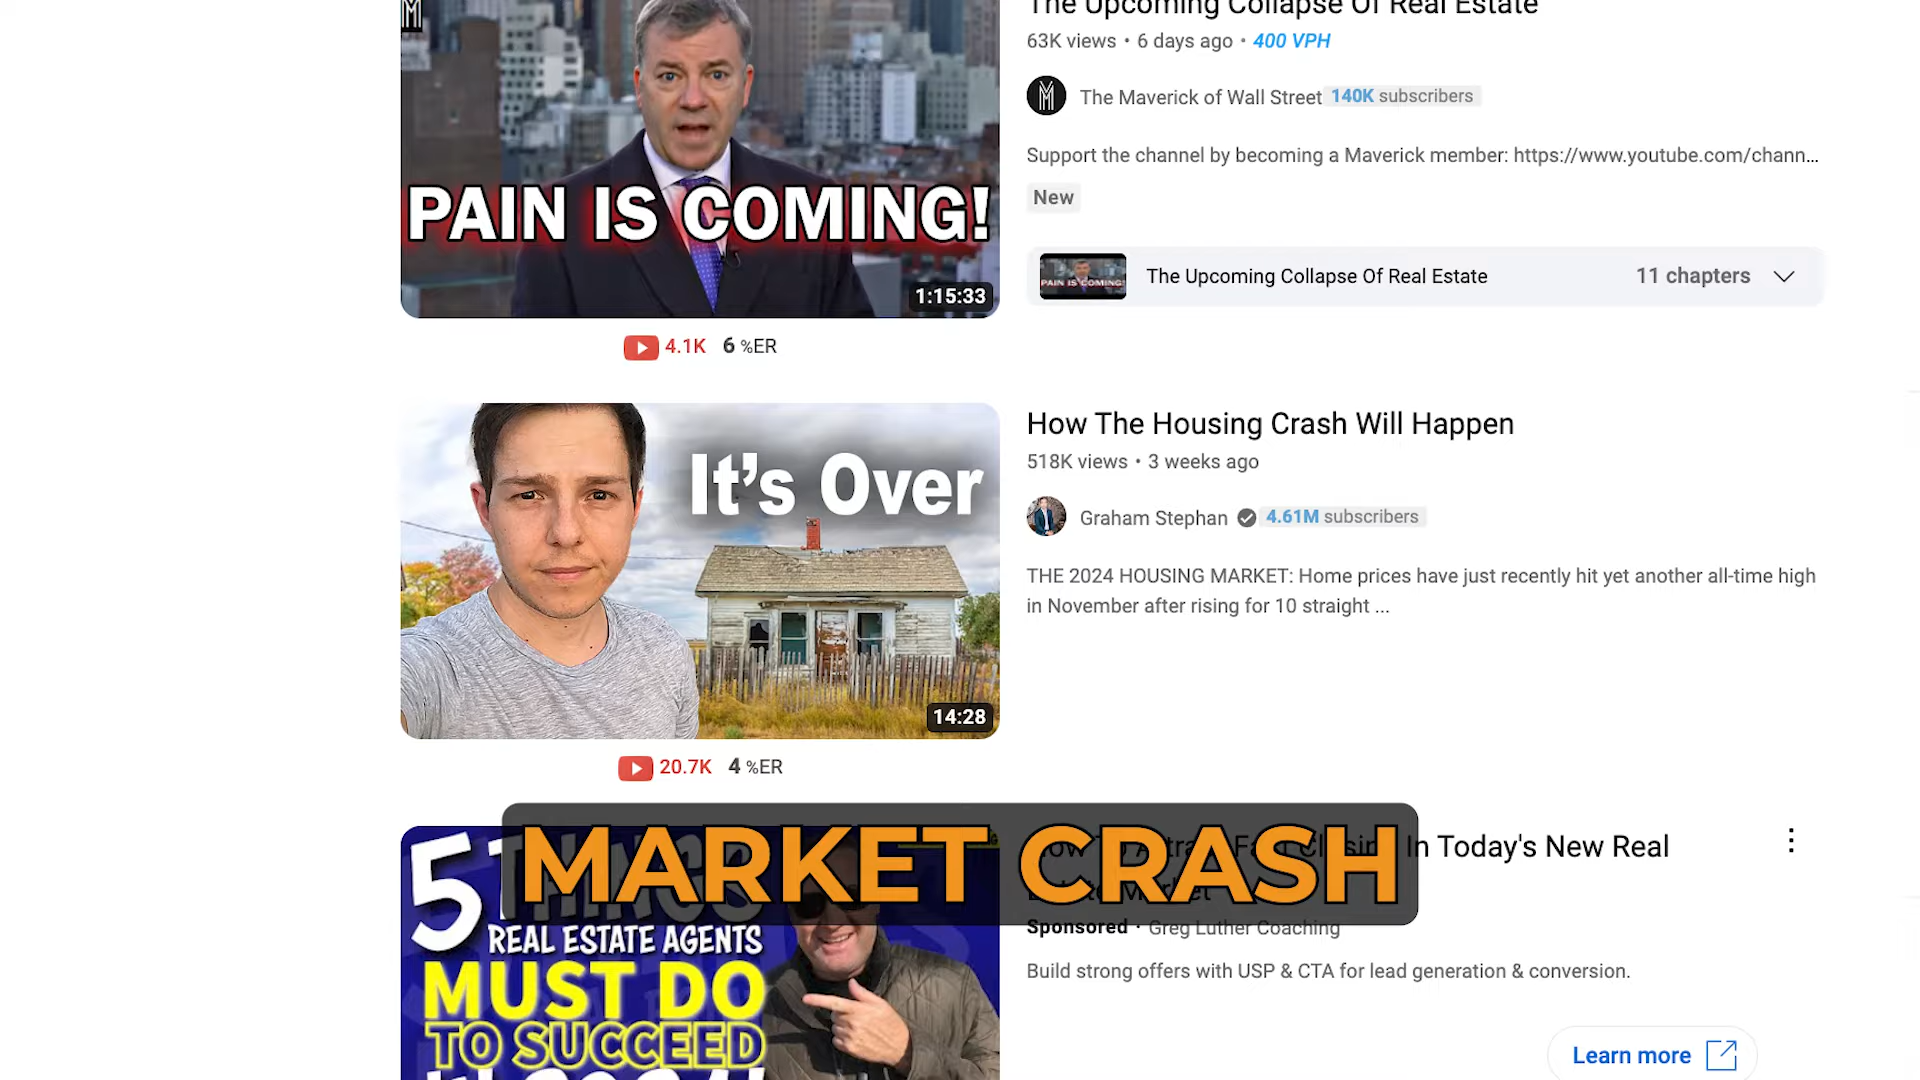 The Upcoming Collapse Of Real Estate
63K views • 6 days ago • 400 VPH
The Maverick of Wall Street 140K subscribers
Support the channel by becoming a Maverick member: https://www.youtube.com/chann...
New
The Upcoming Collapse Of Real Estate 11 chapters
PAIN IS COMING!
1:15:33
4.1K 6 %ER
It's Over
14:28
20.7K 4 %ER
How The Housing Crash Will Happen
518K views • 3 weeks ago
Graham Stephan 4.61M subscribers
THE 2024 HOUSING MARKET: Home prices have just recently hit yet another all-time high
in November after rising for 10 straight ...
MARKET CRASH
5 THINGS
REAL ESTATE AGENTS
MUST DO
TO SUCCEED
In Today's New Real
Market
Sponsored · Greg Luther Coaching
Build strong offers with USP & CTA for lead generation & conversion.
Learn more